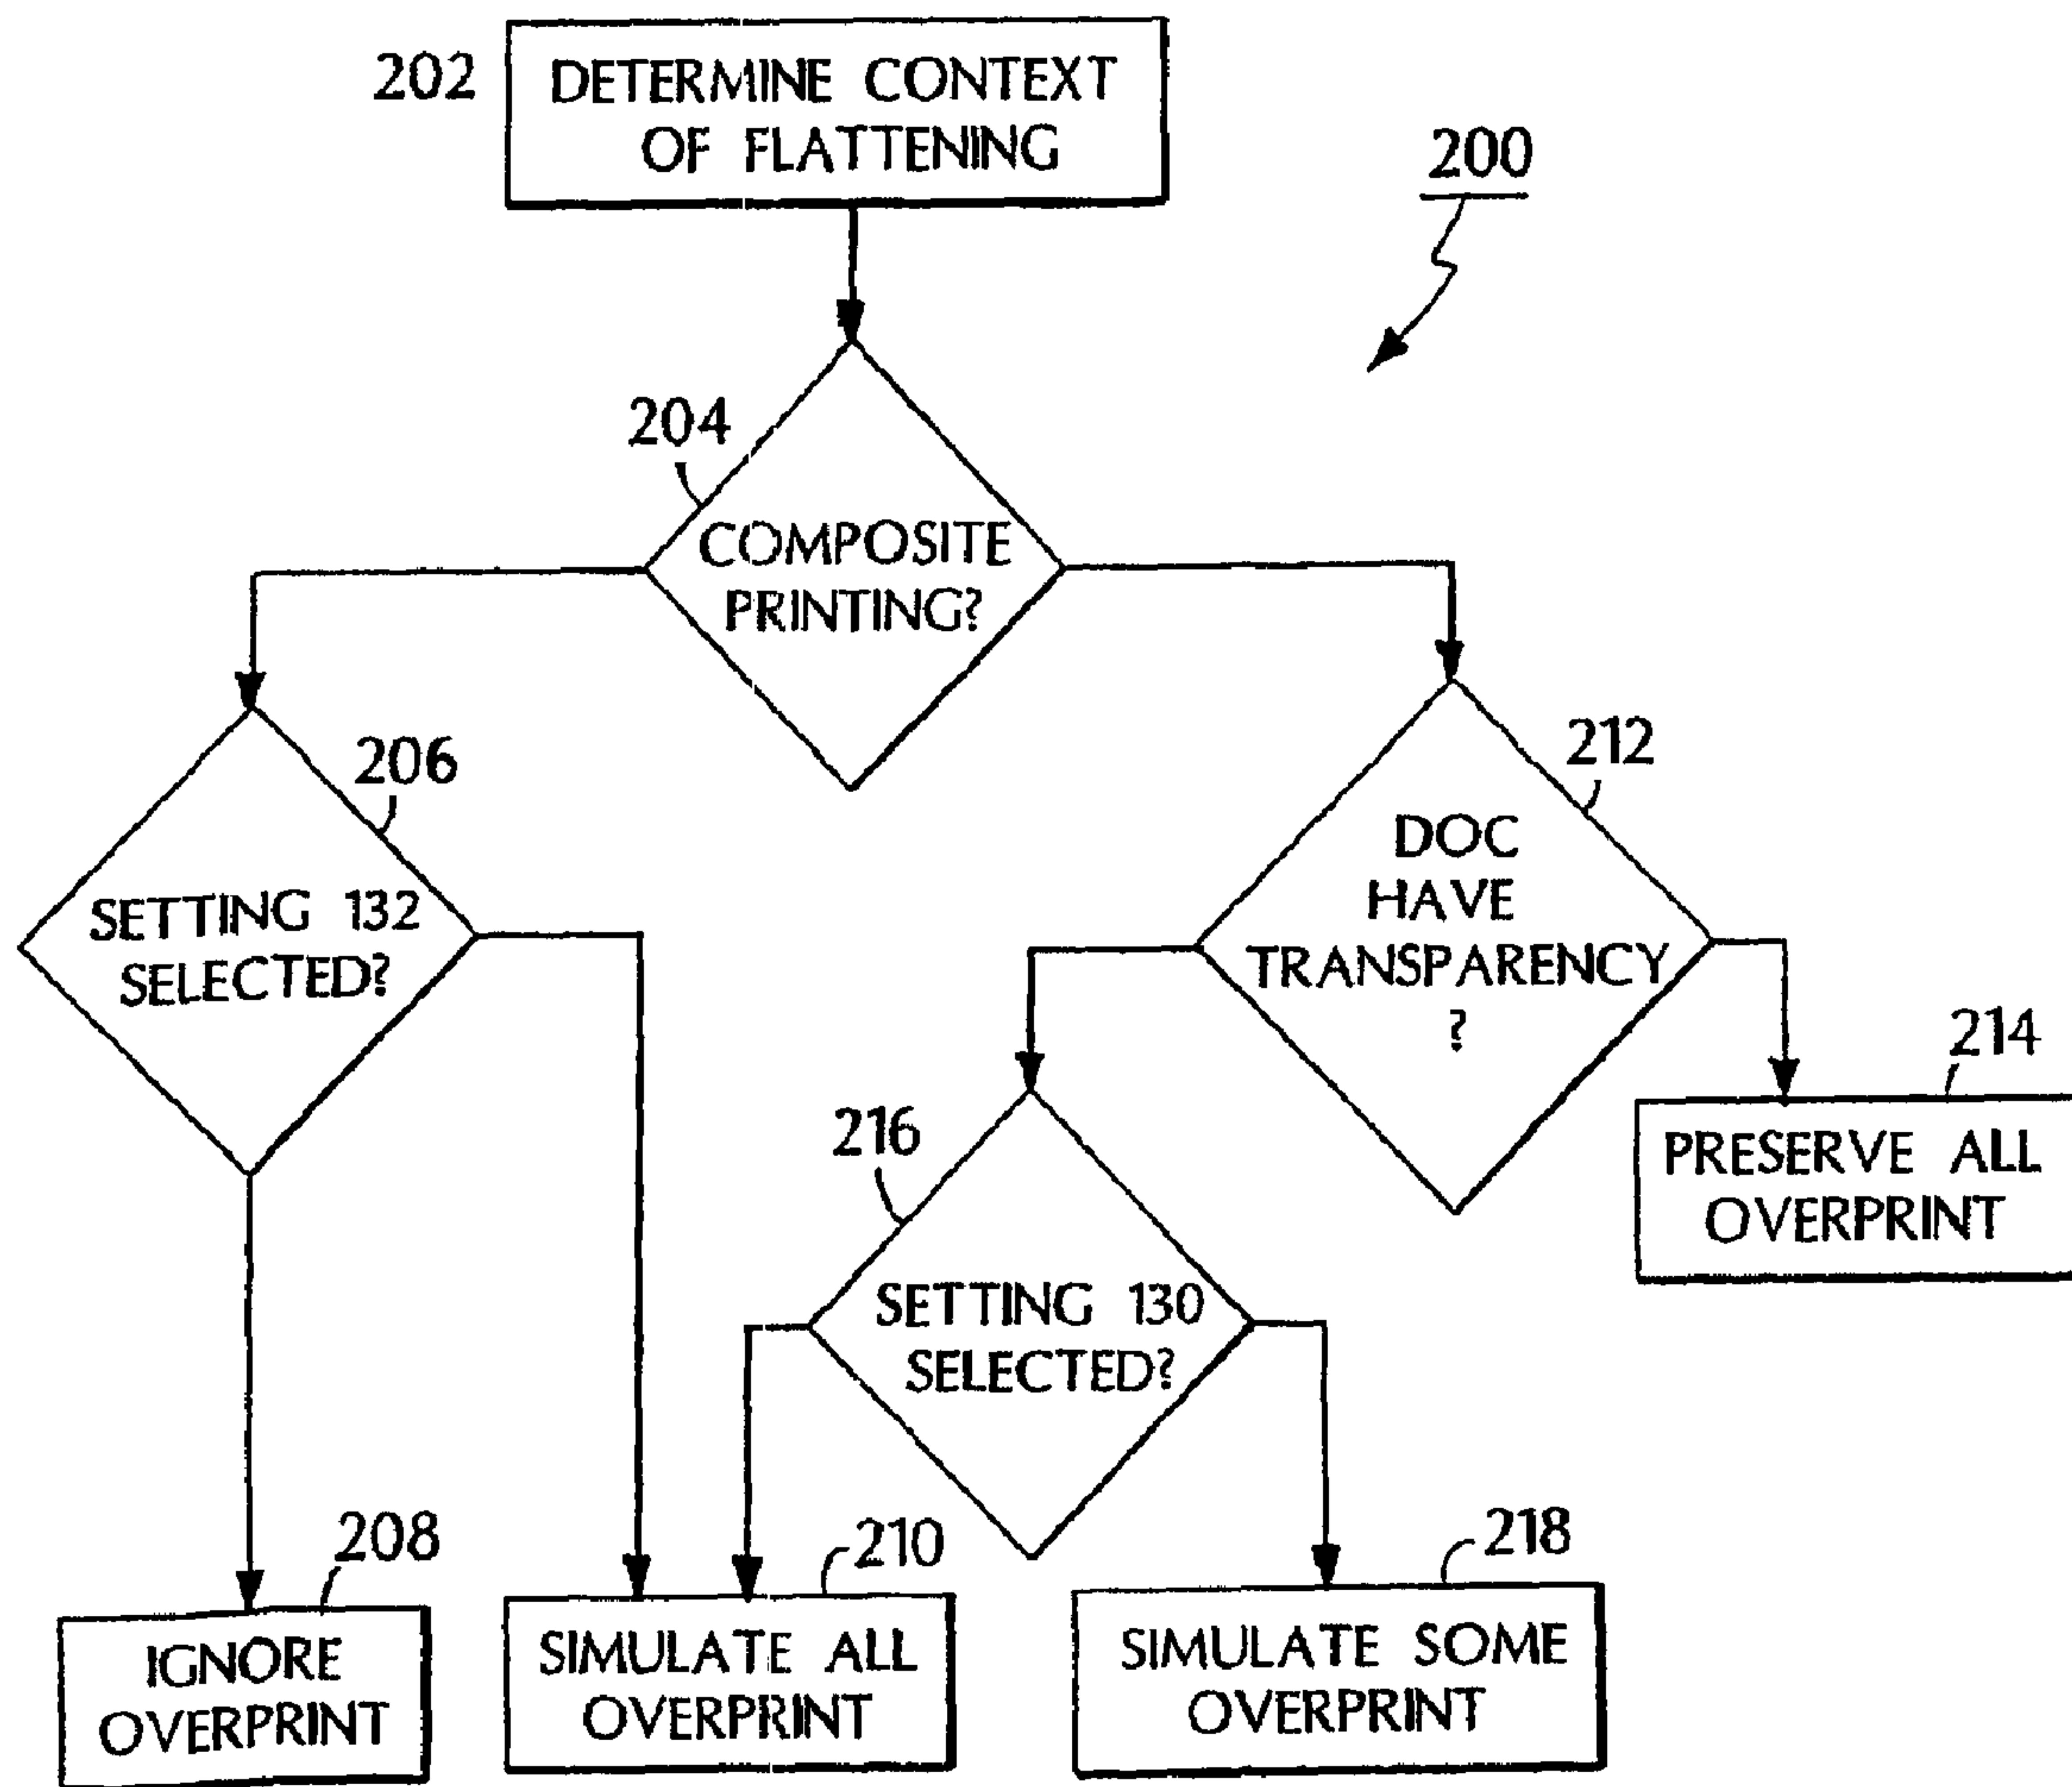 202
DETERMINE CONTEXT
OF FLATTENING
200
204
COMPOSITE
PRINTING?
206
SETTING 132
SELECTED?
212
DOC
HAVE
TRANSPARENCY
?
214
PRESERVE ALL
OVERPRINT
216
SETTING 130
SELECTED?
208
IGNORE
OVERPRINT
210
SIMULATE ALL
OVERPRINT
218
SIMULATE SOME
OVERPRINT